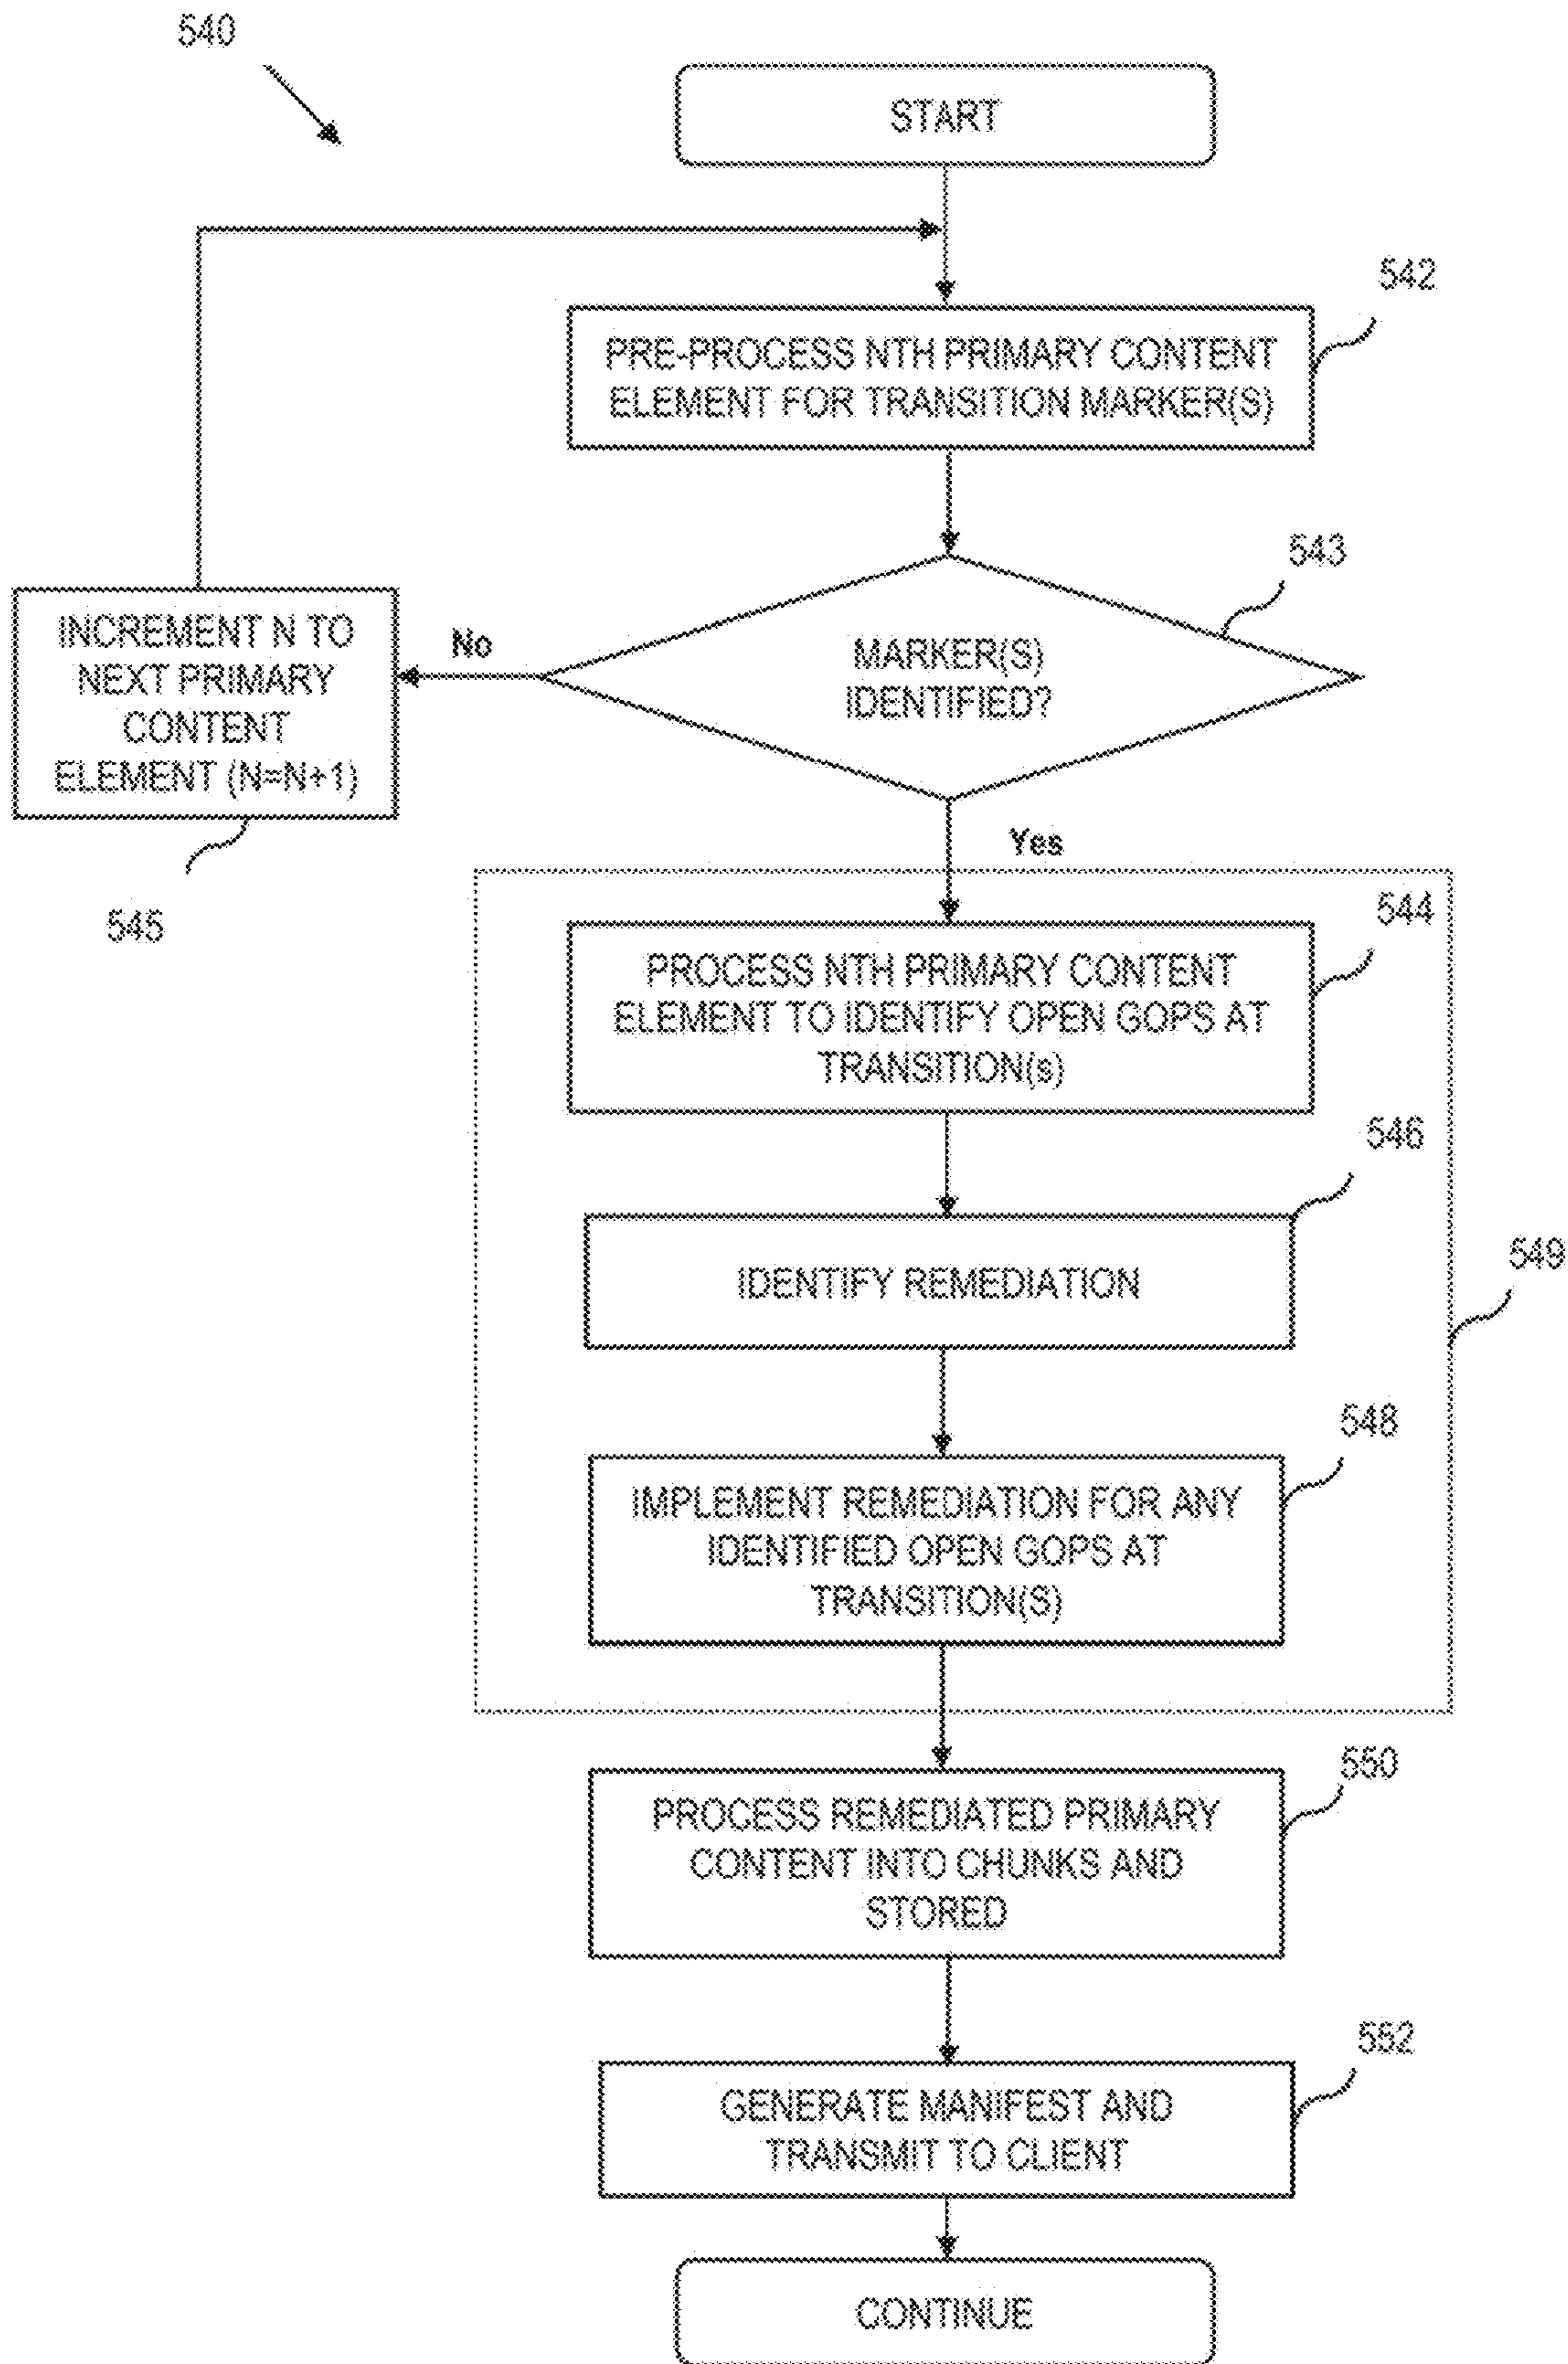 540
START
542
PRE-PROCESS NTH PRIMARY CONTENT
ELEMENT FOR TRANSITION MARKER(S)
543
MARKER(S)
IDENTIFIED?
No
INCREMENT N TO
NEXT PRIMARY
CONTENT
ELEMENT (N=N+1)
545
Yes
544
PROCESS NTH PRIMARY CONTENT
ELEMENT TO IDENTIFY OPEN GOPS AT
TRANSITION(s)
546
IDENTIFY REMEDIATION
549
548
IMPLEMENT REMEDIATION FOR ANY
IDENTIFIED OPEN GOPS AT
TRANSITION(S)
550
PROCESS REMEDIATED PRIMARY
CONTENT INTO CHUNKS AND
STORED
552
GENERATE MANIFEST AND
TRANSMIT TO CLIENT
CONTINUE